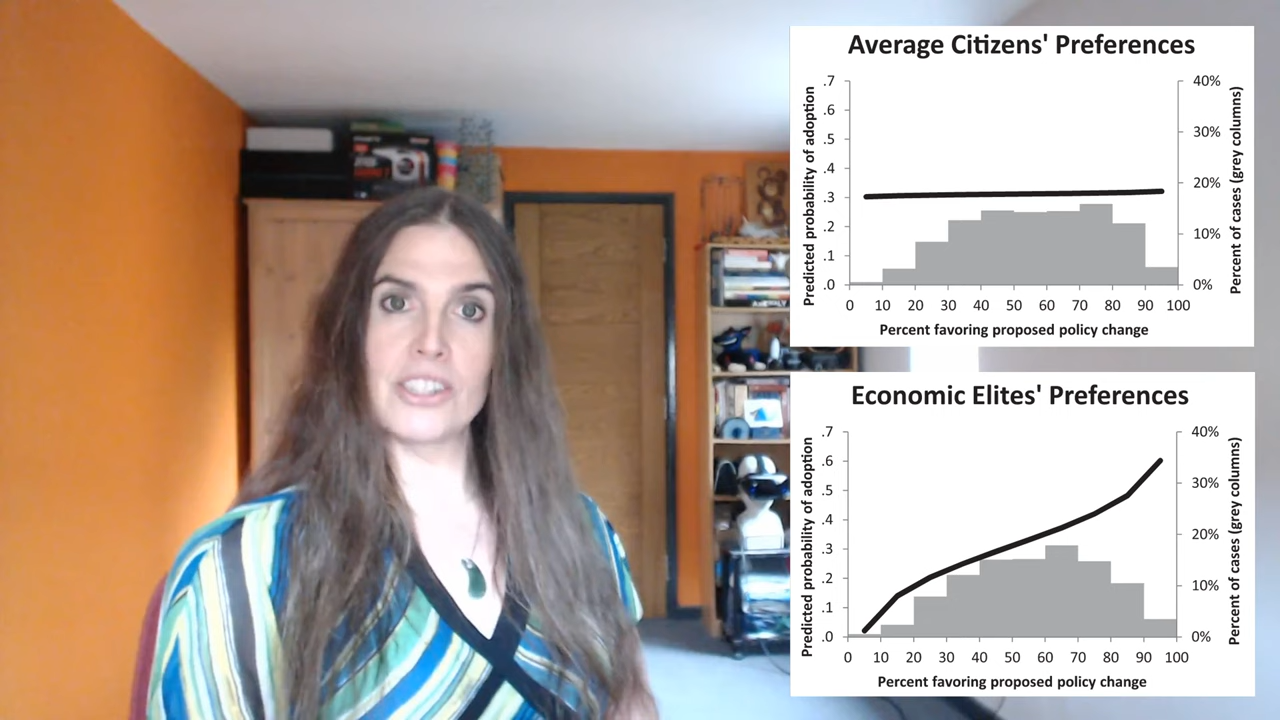 Average Citizens' Preferences
Predicted probability of adoption
.7
.6
.5
.4
.3
.2
.1
.0
40%
30%
20%
10%
0%
Percent of cases (grey columns)
0 10 20 30 40 50 60 70 80 90 100
Percent favoring proposed policy change
Economic Elites' Preferences
Predicted probability of adoption
.7
.6
.5
.4
.3
.2
.1
.0
40%
30%
20%
10%
0%
Percent of cases (grey columns)
0 10 20 30 40 50 60 70 80 90 100
Percent favoring proposed policy change